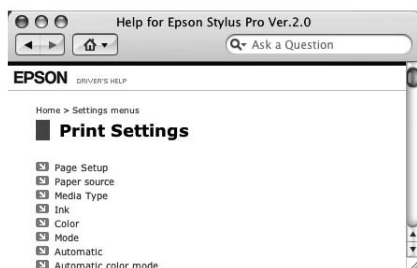 Help for Epson Stylus Pro Ver.2.0
Ask a Question
EPSON DRIVER'S HELP
Home > Settings menus
Print Settings
Page Setup
Paper source
Media Type
Ink
Color
Mode
Automatic
Automatic color mode